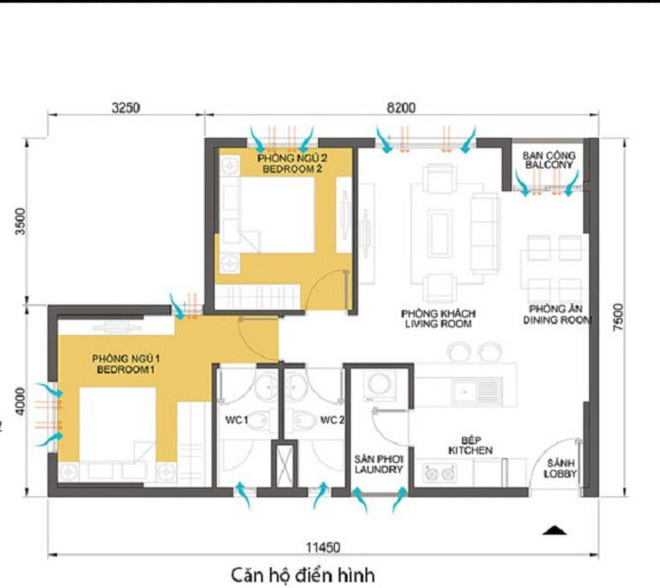 3250
8200
PHÒNG NGỦ 2
BEDROOM 2
BAN CÔNG
BALCONY
3500
PHÒNG KHÁCH
LIVING ROOM
PHÒNG ĂN
DINING ROOM
7500
PHÒNG NGỦ 1
BEDROOM1
4000
WC 1
WC 2
SÂN PHƠI
LAUNDRY
BẾP
KITCHEN
SẢNH
LOBBY
11450
Căn hộ điển hình